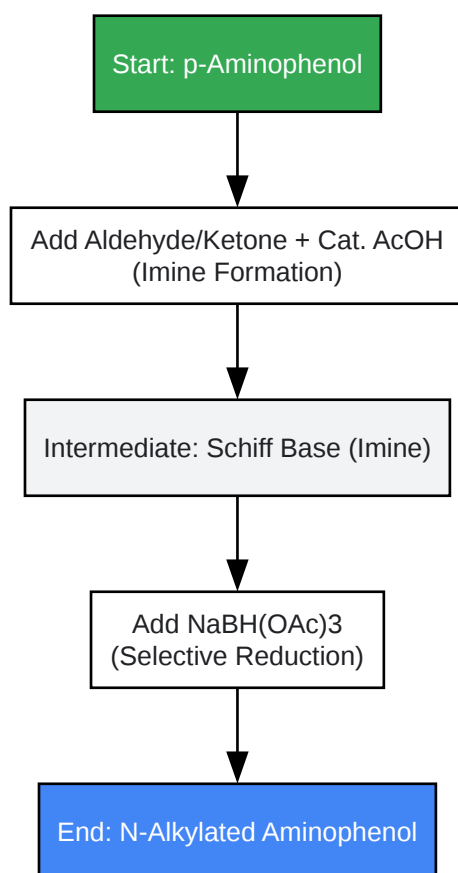 Start: p-Aminophenol
Add Aldehyde/Ketone + Cat. AcOH
(Imine Formation)
Intermediate: Schiff Base (Imine)
Add NaBH(OAc)3
(Selective Reduction)
End: N-Alkylated Aminophenol